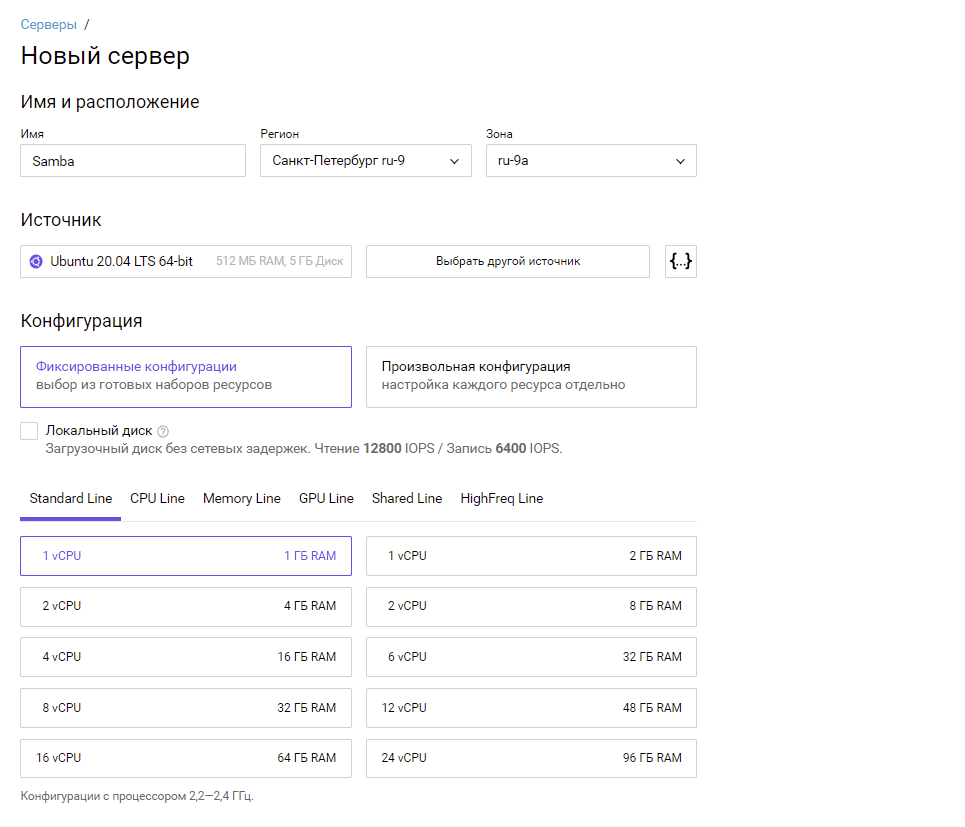 Серверы /
Новый сервер
Имя и расположение
Имя Регион Зона
Samba Санкт-Петербург ru-9 ru-9a
Источник
Ubuntu 20.04 LTS 64-bit 512 МБ RAM, 5 ГБ Диск Выбрать другой источник {...}
Конфигурация
Фиксированные конфигурации Произвольная конфигурация
выбор из готовых наборов ресурсов настройка каждого ресурса отдельно
Локальный диск ?
Загрузочный диск без сетевых задержек. Чтение 12800 IOPS / Запись 6400 IOPS.
Standard Line CPU Line Memory Line GPU Line Shared Line HighFreq Line
1 vCPU 1 ГБ RAM 1 vCPU 2 ГБ RAM
2 vCPU 4 ГБ RAM 2 vCPU 8 ГБ RAM
4 vCPU 16 ГБ RAM 6 vCPU 32 ГБ RAM
8 vCPU 32 ГБ RAM 12 vCPU 48 ГБ RAM
16 vCPU 64 ГБ RAM 24 vCPU 96 ГБ RAM
Конфигурации с процессором 2,2—2,4 ГГц.